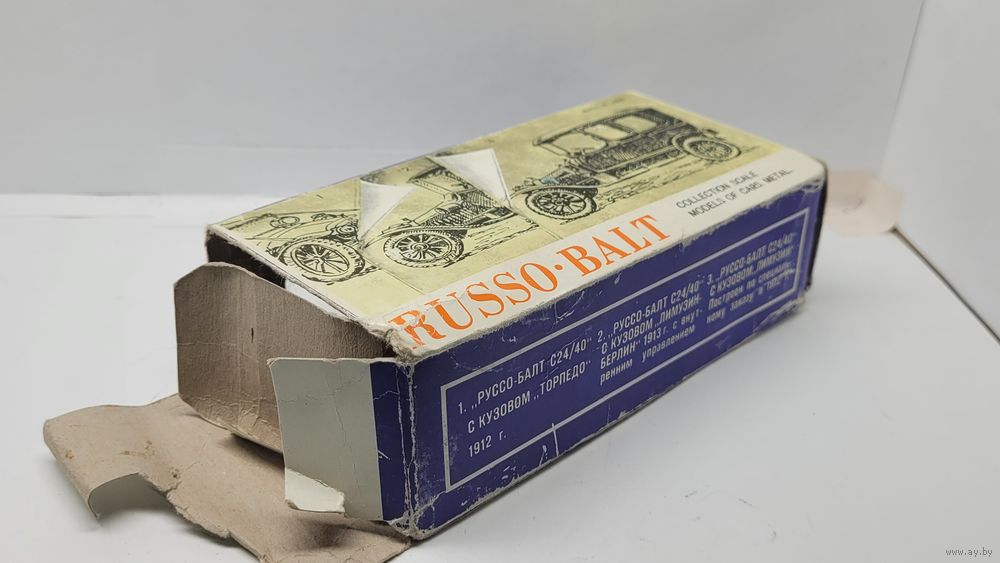 COLLECTION SCALE
MODELS OF CARS METAL.
RUSSO·BALT
1. „РУССО-БАЛТ С24/40“
С КУЗОВОМ „ТОРПЕДО“
1912 г.
2. „РУССО-БАЛТ С24/40“
С КУЗОВОМ „ЛИМУЗИН-
БЕРЛИН“ 1913 г. с внут-
ренним управлением
3. „РУССО-БАЛТ С24/40“
С КУЗОВОМ „ЛИМУЗИН“
Построен по специаль-
ному заказу в 1912 г.
www.ay.by